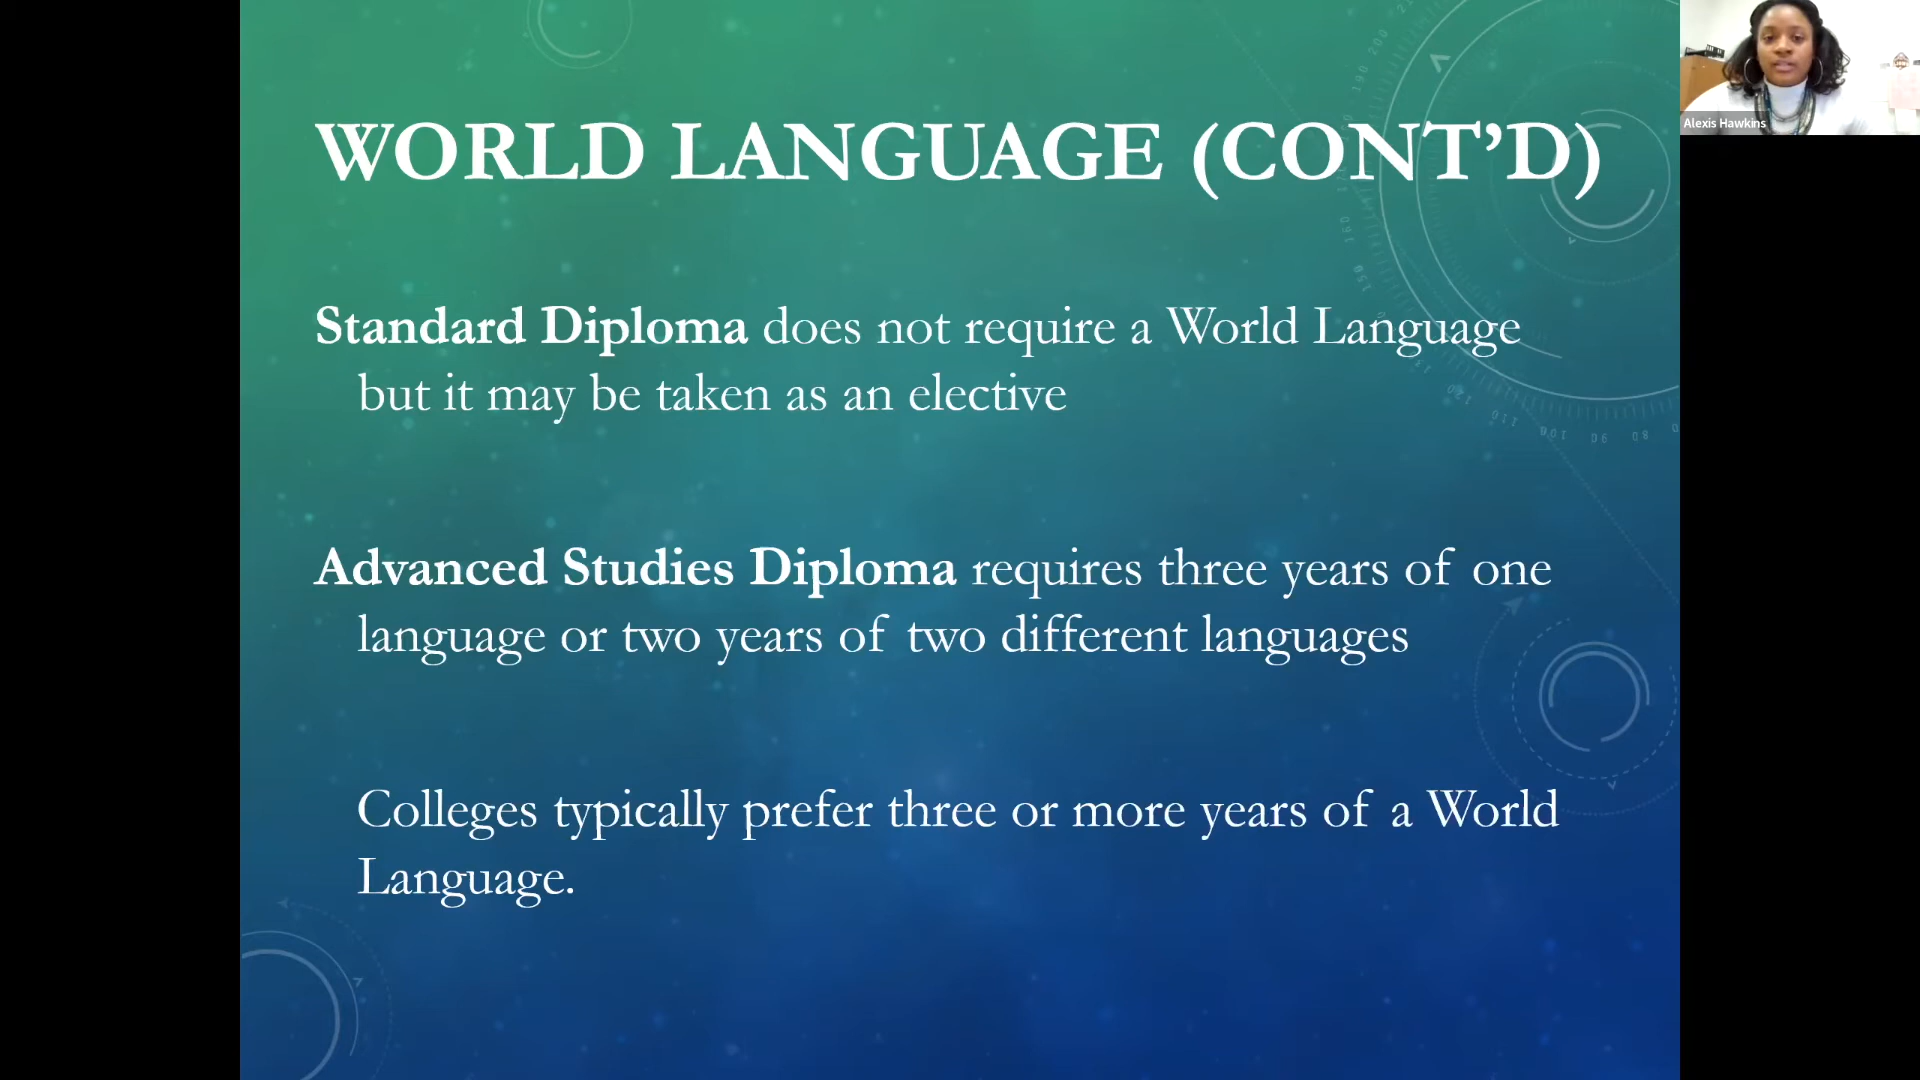 WORLD LANGUAGE (CONT’D)
Alexis Hawkins
Standard Diploma does not require a World Language
but it may be taken as an elective
Advanced Studies Diploma requires three years of one
language or two years of two different languages
Colleges typically prefer three or more years of a World
Language.